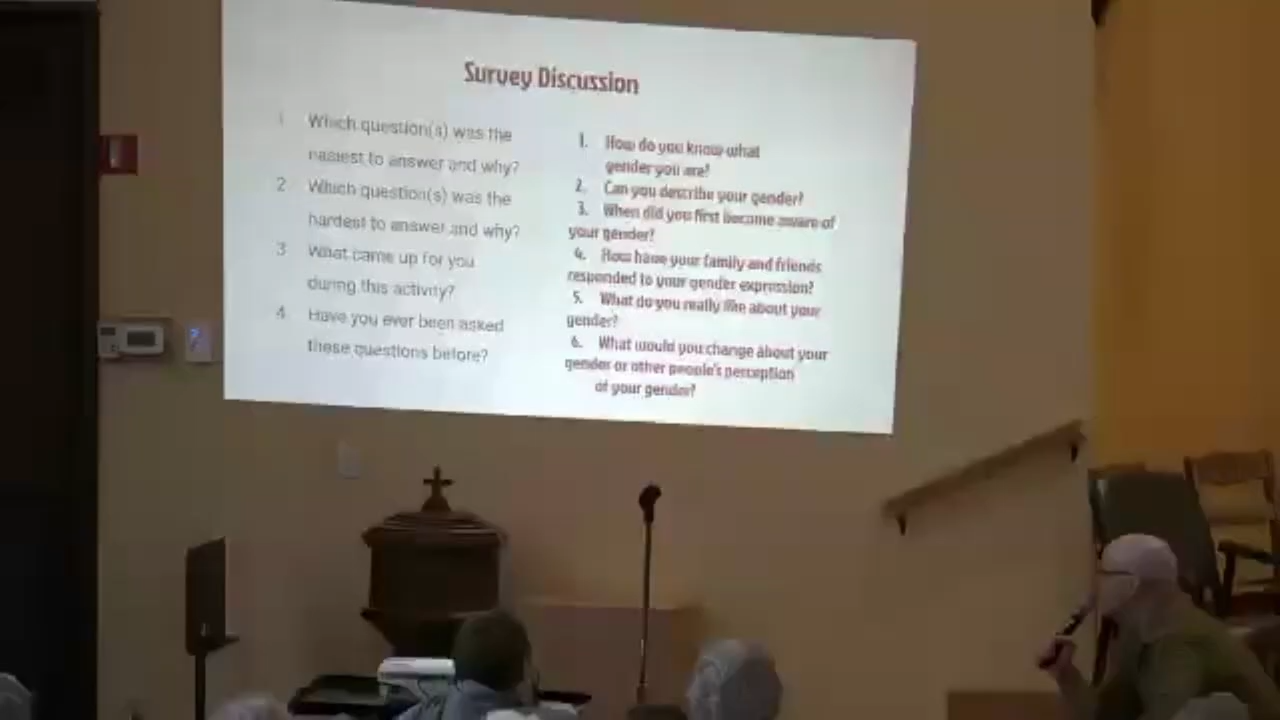 Survey Discussion
1 Which question(s) was the
easiest to answer and why?
2 Which question(s) was the
hardest to answer and why?
3 What came up for you
during this activity?
4 Have you ever been asked
these questions before?
1. How do you know what
gender you are?
2. Can you describe your gender?
3. When did you first become aware of
your gender?
4. How have your family and friends
responded to your gender expression?
5. What do you really like about your
gender?
6. What would you change about your
gender or other people's perception
of your gender?